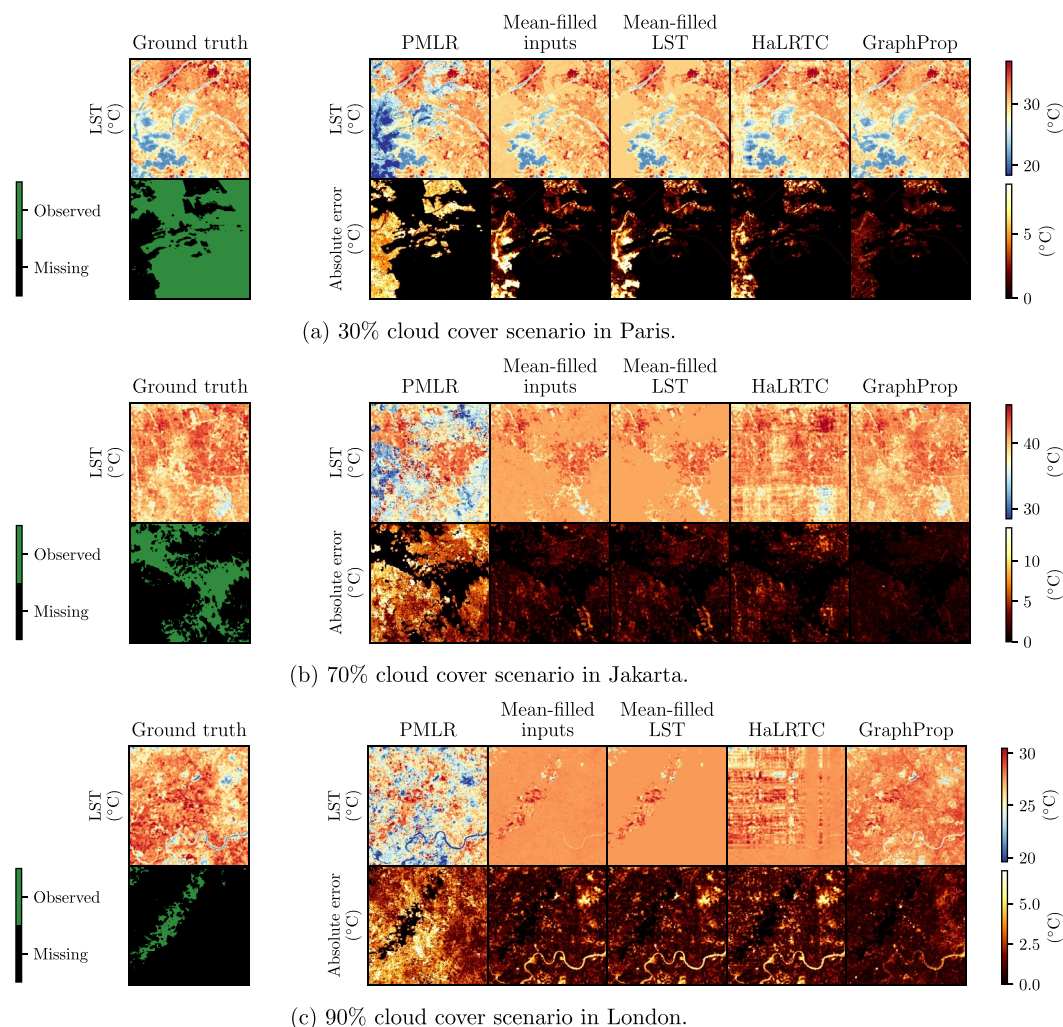 Ground truth
PMLR
Mean-filled
inputs
Mean-filled
LST
HaLRTC
GraphProp
LST
(°C)
30
20
(°C)
Observed
Missing
Absolute error
(°C)
5
0
(°C)
(a) 30% cloud cover scenario in Paris.
Ground truth
PMLR
Mean-filled
inputs
Mean-filled
LST
HaLRTC
GraphProp
LST
(°C)
40
30
(°C)
Observed
Missing
Absolute error
(°C)
10
5
0
(°C)
(b) 70% cloud cover scenario in Jakarta.
Ground truth
PMLR
Mean-filled
inputs
Mean-filled
LST
HaLRTC
GraphProp
LST
(°C)
30
25
20
(°C)
Observed
Missing
Absolute error
(°C)
5.0
2.5
0.0
(°C)
(c) 90% cloud cover scenario in London.